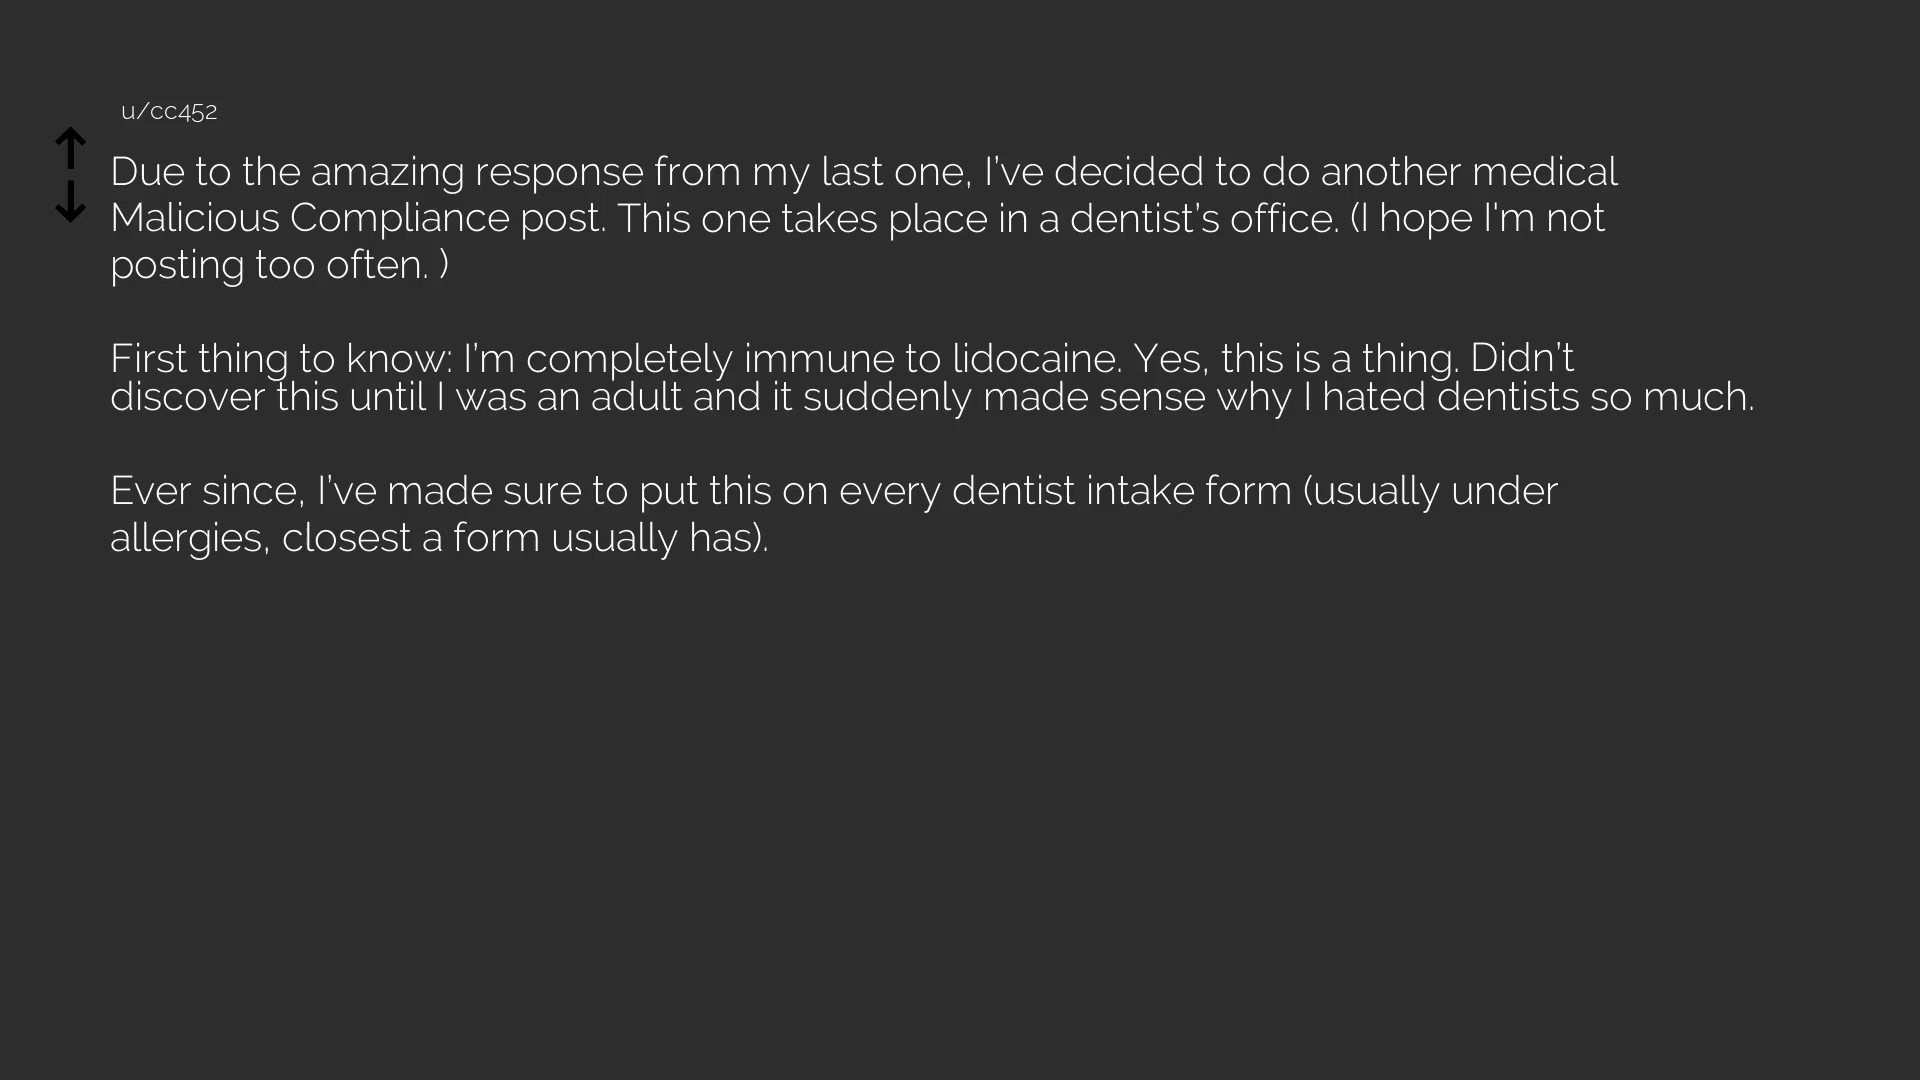 u/cc452
Due to the amazing response from my last one, I’ve decided to do another medical
Malicious Compliance post. This one takes place in a dentist’s office. (I hope I'm not
posting too often. )
First thing to know: I’m completely immune to lidocaine. Yes, this is a thing. Didn’t
discover this until I was an adult and it suddenly made sense why I hated dentists so much.
Ever since, I’ve made sure to put this on every dentist intake form (usually under
allergies, closest a form usually has).